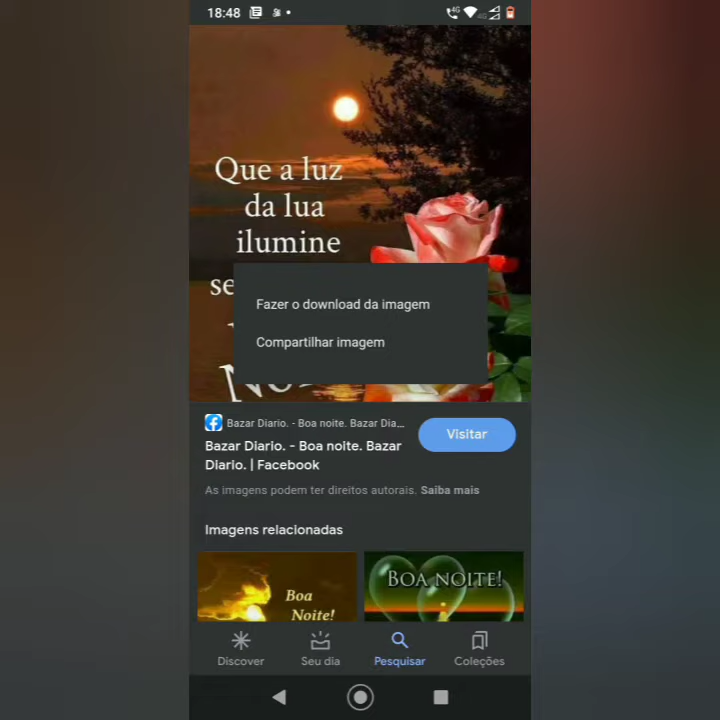 18:48
4G
4G
Que a luz
da lua
ilumine
Fazer o download da imagem
Compartilhar imagem
Bazar Diario. - Boa noite. Bazar Dia...
Bazar Diario. - Boa noite. Bazar
Diario. | Facebook
Visitar
As imagens podem ter direitos autorais. Saiba mais
Imagens relacionadas
Boa
Noite!
BOA NOITE!
Discover
Seu dia
Pesquisar
Coleções